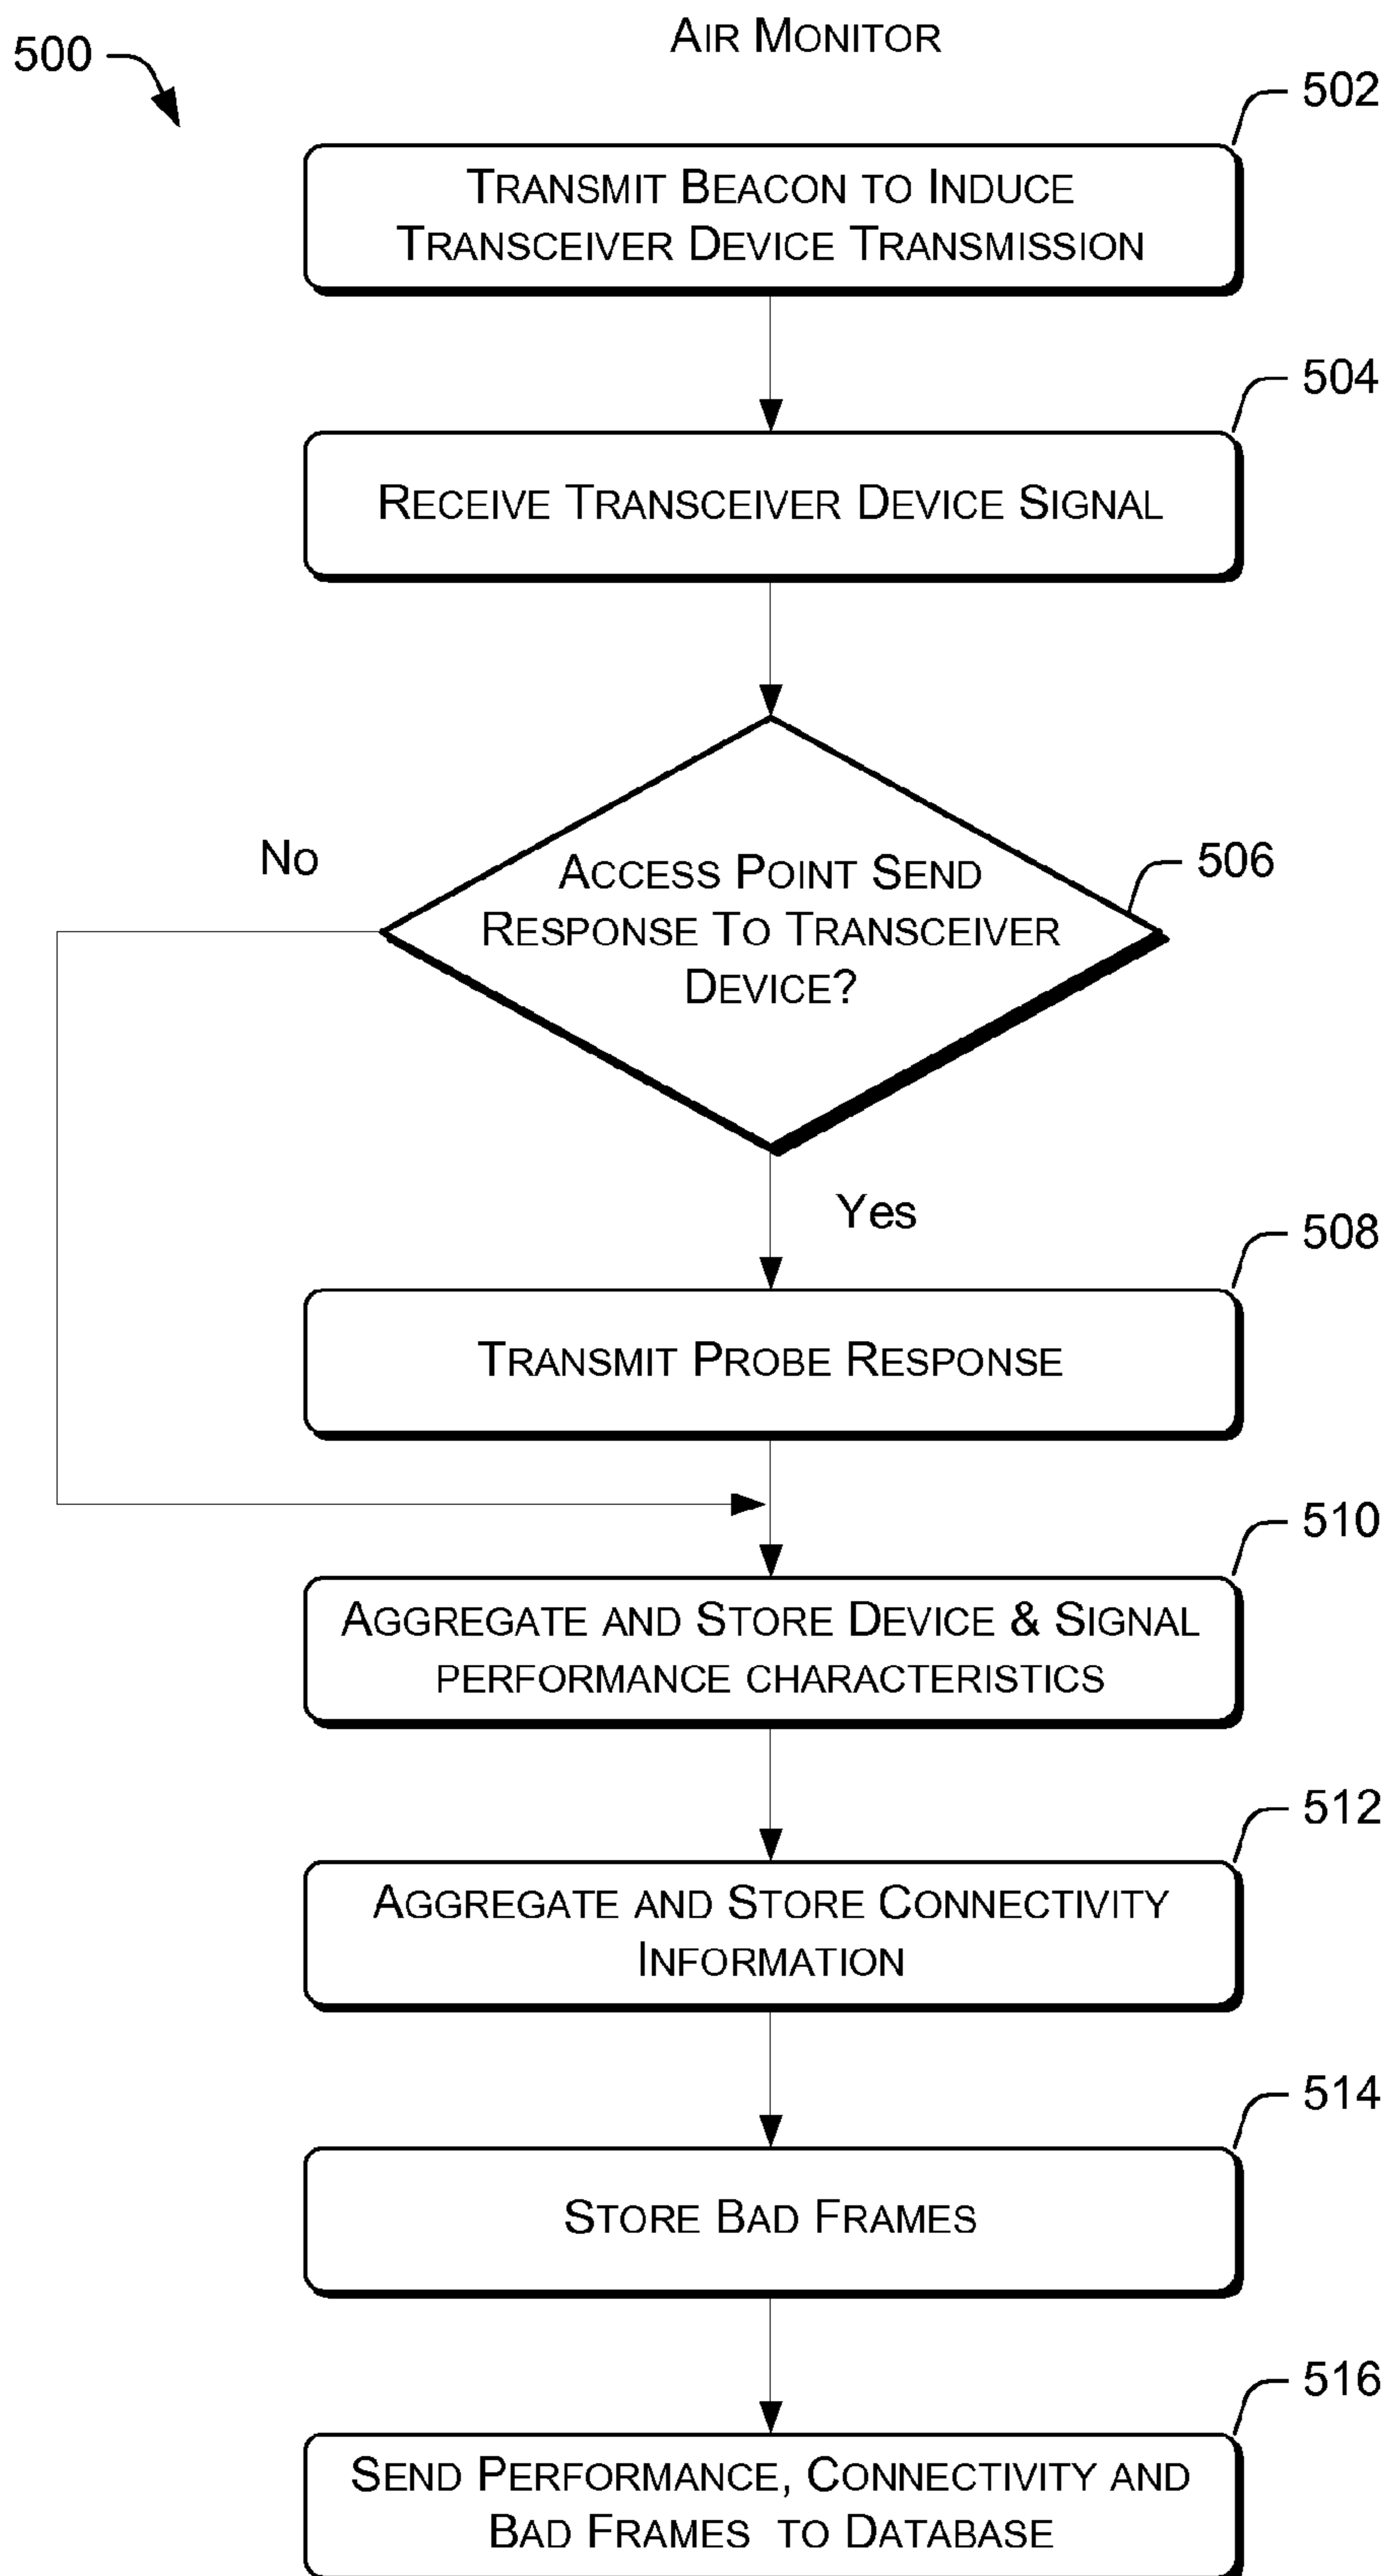 AIR MONITOR
500
502
TRANSMIT BEACON TO INDUCE
TRANSCEIVER DEVICE TRANSMISSION
504
RECEIVE TRANSCEIVER DEVICE SIGNAL
No
506
ACCESS POINT SEND
RESPONSE TO TRANSCEIVER
DEVICE?
Yes
508
TRANSMIT PROBE RESPONSE
510
AGGREGATE AND STORE DEVICE & SIGNAL
PERFORMANCE CHARACTERISTICS
512
AGGREGATE AND STORE CONNECTIVITY
INFORMATION
514
STORE BAD FRAMES
516
SEND PERFORMANCE, CONNECTIVITY AND
BAD FRAMES TO DATABASE